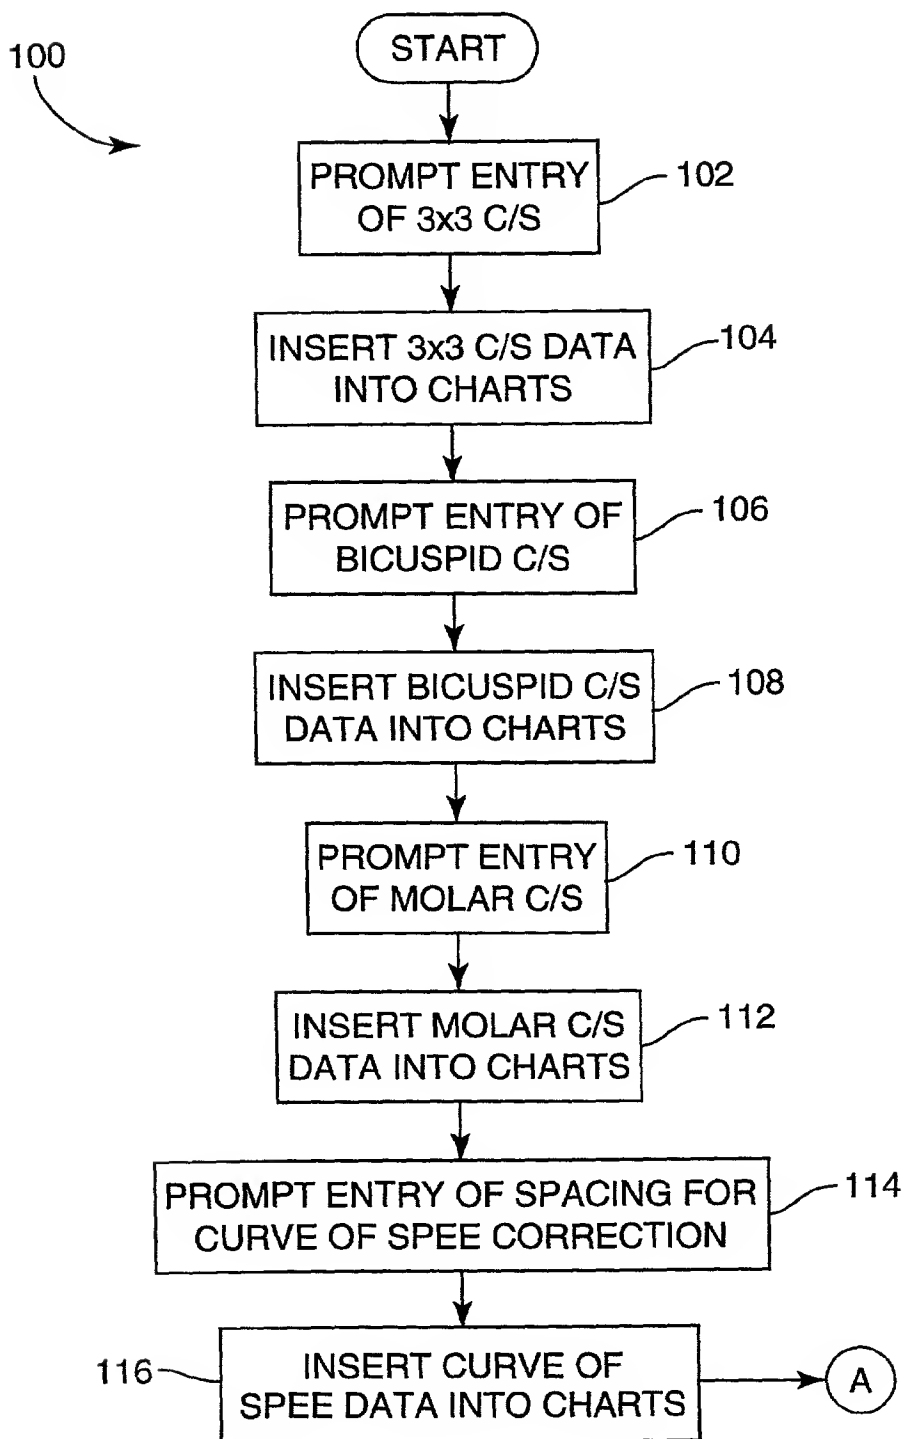 START
100
PROMPT ENTRY
OF 3x3 C/S
102
INSERT 3x3 C/S DATA
INTO CHARTS
104
PROMPT ENTRY OF
BICUSPID C/S
106
INSERT BICUSPID C/S
DATA INTO CHARTS
108
PROMPT ENTRY
OF MOLAR C/S
110
INSERT MOLAR C/S
DATA INTO CHARTS
112
PROMPT ENTRY OF SPACING FOR
CURVE OF SPEE CORRECTION
114
116
INSERT CURVE OF
SPEE DATA INTO CHARTS
A